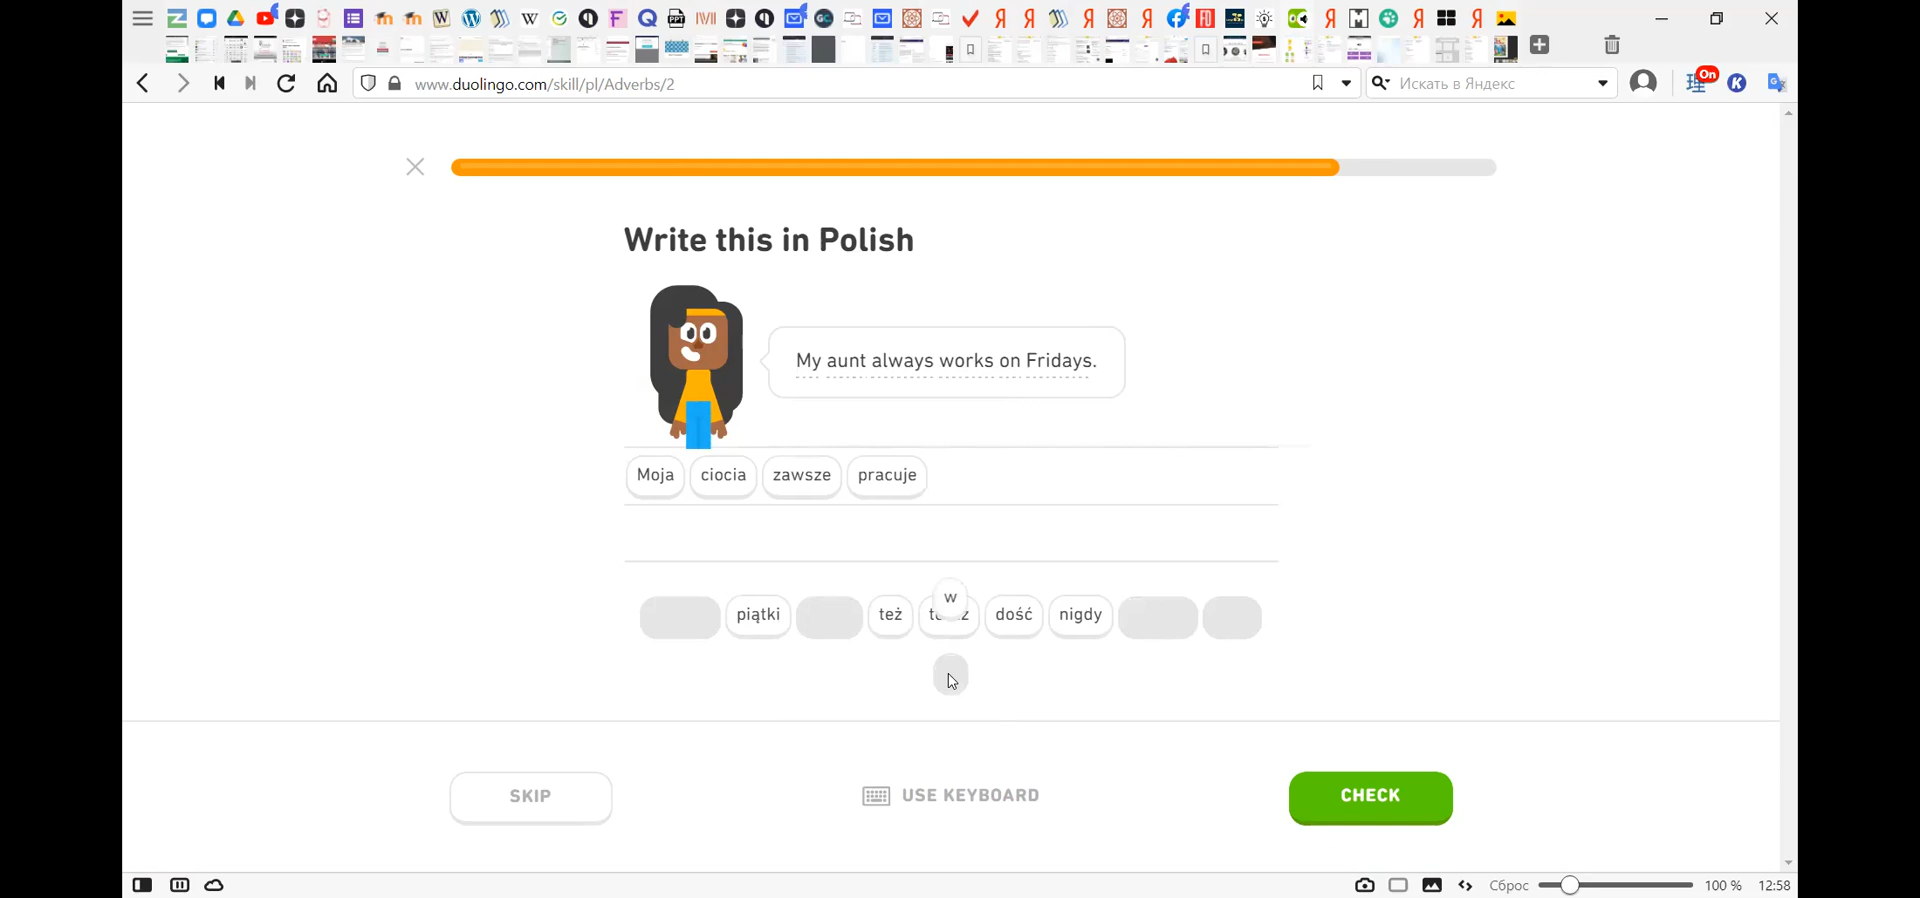 www.duolingo.com/skill/pl/Adverbs/2
Искать в Яндекс
On
Write this in Polish
My aunt always works on Fridays.
Moja ciocia zawsze pracuje
w
piątki też dość nigdy
SKIP
USE KEYBOARD
CHECK
Сброс
100 %
12:58